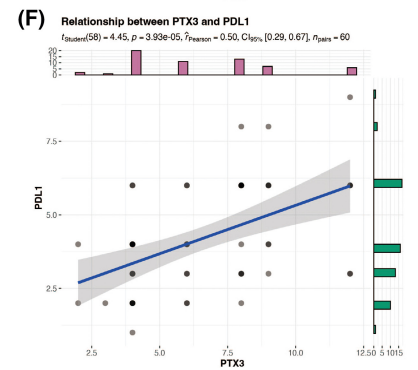 (F)
Relationship between PTX3 and PDL1
tStudent(58) = 4.45, p = 3.93e-05, r̂Pearson = 0.50, CI95% [0.29, 0.67], npairs = 60
20
15
10
5
0
7.5
5.0
2.5
PDL1
2.5 5.0 7.5 10.0 12.5 0 5 10 15
PTX3